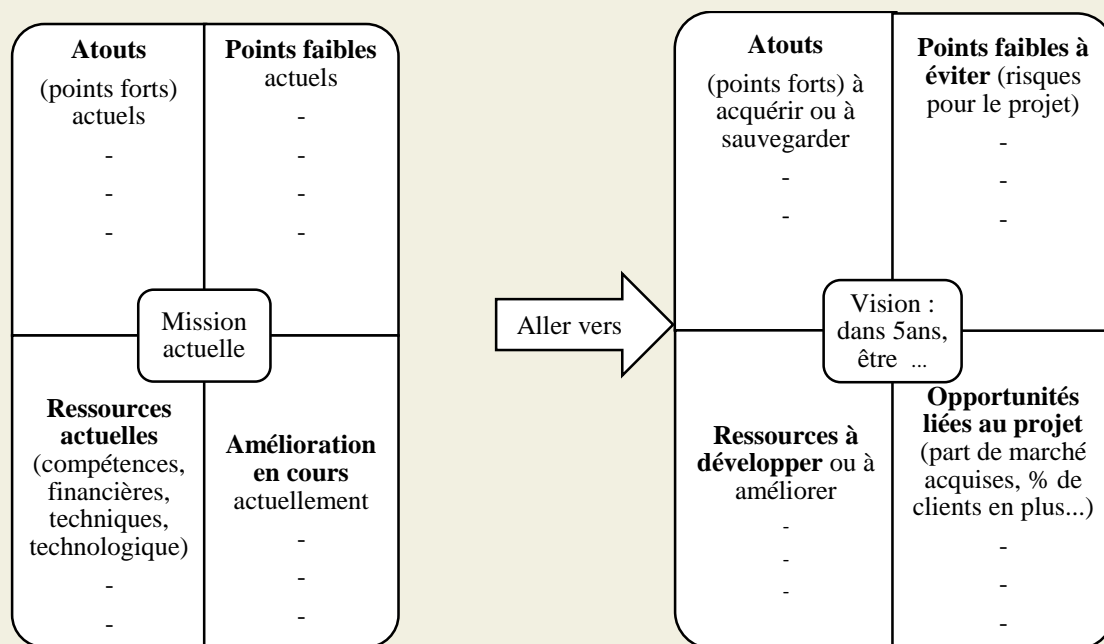 Atouts
(points forts)
actuels
-
-
-
Points faibles
actuels
-
-
-
-
Mission
actuelle
Ressources
actuelles
(compétences,
financières,
techniques,
technologique)
-
-
Amélioration
en cours
actuellement
-
-
-
Aller vers
Atouts
(points forts) à
acquérir ou à
sauvegarder
-
-
Points faibles à
éviter (risques
pour le projet)
-
-
-
Vision :
dans 5ans,
être ...
Ressources à
développer ou à
améliorer
-
-
-
Opportunités
liées au projet
(part de marché
acquises, % de
clients en plus...)
-
-
-